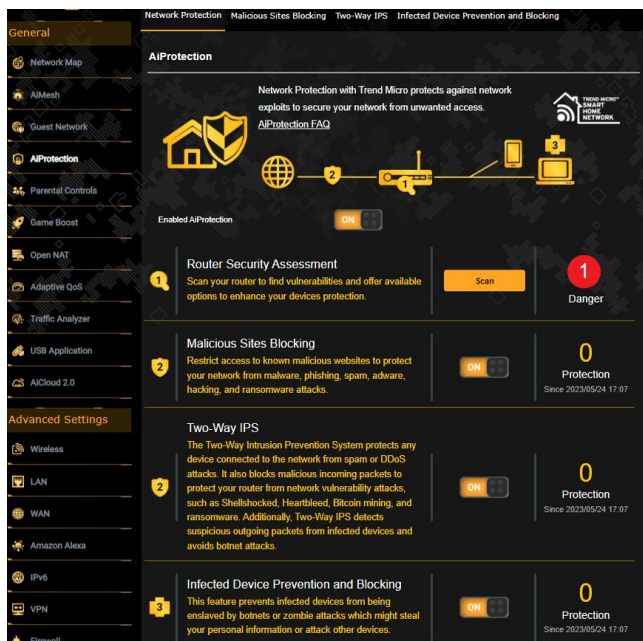 Network Protection Malicious Sites Blocking Two-Way IPS Infected Device Prevention and Blocking
General
Network Map
AiMesh
Guest Network
AiProtection
Parental Controls
Game Boost
Open NAT
Adaptive QoS
Traffic Analyzer
USB Application
AiCloud 2.0
Advanced Settings
Wireless
LAN
WAN
Amazon Alexa
IPv6
VPN
Firewall
AiProtection
Network Protection with Trend Micro protects against network
exploits to secure your network from unwanted access.
AiProtection FAQ
TREND MICRO™
SMART
HOME
NETWORK
2
1
3
Enabled AiProtection
ON
1
Router Security Assessment
Scan your router to find vulnerabilities and offer available
options to enhance your devices protection.
Scan
1
Danger
2
Malicious Sites Blocking
Restrict access to known malicious websites to protect
your network from malware, phishing, spam, adware,
hacking, and ransomware attacks.
ON
0
Protection
Since 2023/05/24 17:07
2
Two-Way IPS
The Two-Way Intrusion Prevention System protects any
device connected to the network from spam or DDoS
attacks. It also blocks malicious incoming packets to
protect your router from network vulnerability attacks,
such as Shellshocked, Heartbleed, Bitcoin mining, and
ransomware. Additionally, Two-Way IPS detects
suspicious outgoing packets from infected devices and
avoids botnet attacks.
ON
0
Protection
Since 2023/05/24 17:07
3
Infected Device Prevention and Blocking
This feature prevents infected devices from being
enslaved by botnets or zombie attacks which might steal
your personal information or attack other devices.
ON
0
Protection
Since 2023/05/24 17:07